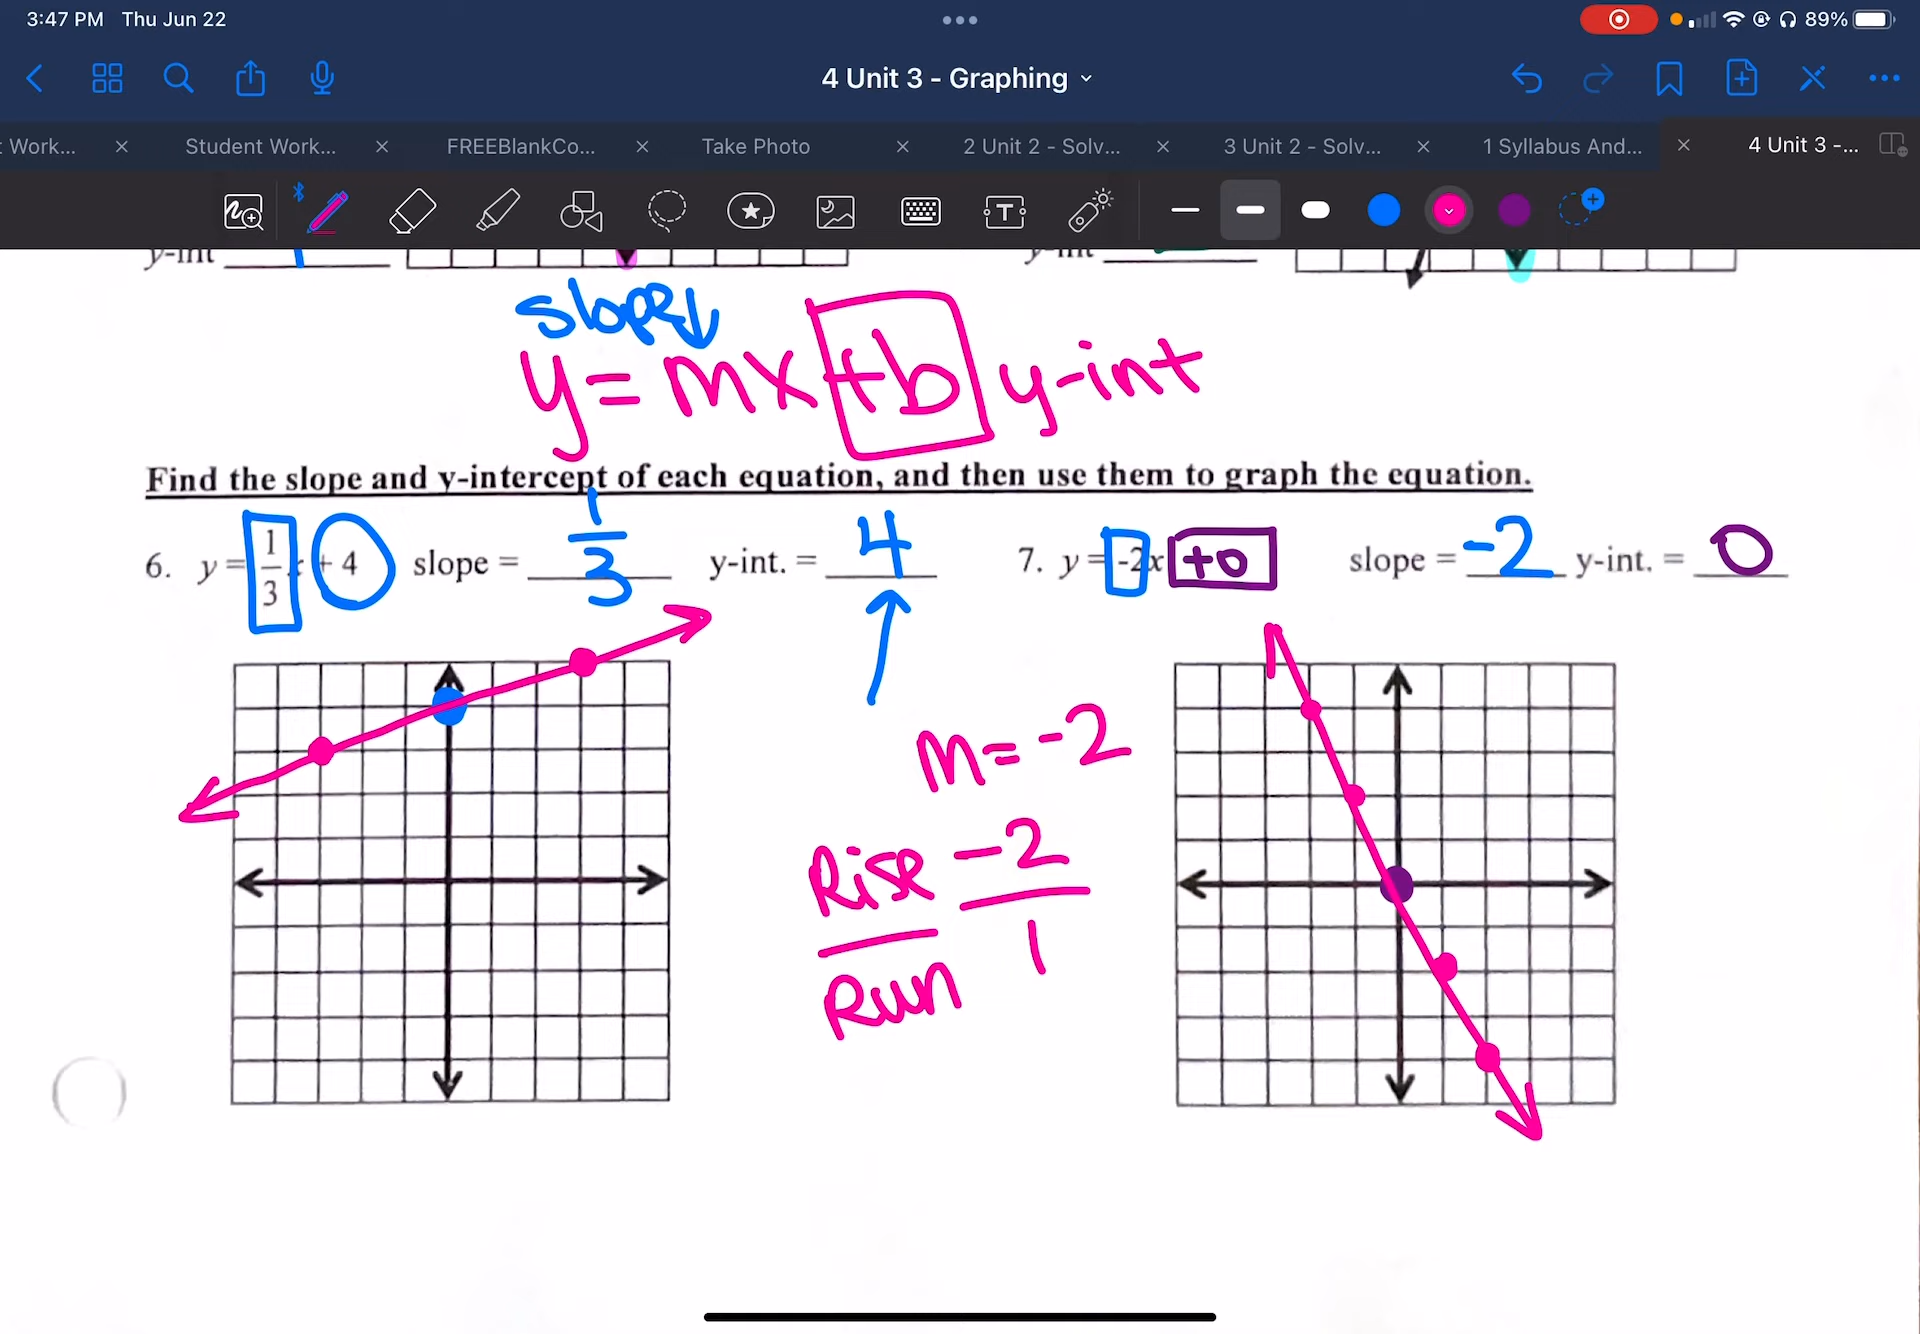 3:47 PM Thu Jun 22
89%
4 Unit 3 - Graphing
t Work...
Student Work...
FREEBlankCo...
Take Photo
2 Unit 2 - Solv...
3 Unit 2 - Solv...
1 Syllabus And...
4 Unit 3 -...
y-int
y-int
slope
y = mx +b y-int
Find the slope and y-intercept of each equation, and then use them to graph the equation.
6. y = 1/3 x + 4 slope = 1/3 y-int. = 4
7. y = -2x +0 slope = -2 y-int. = 0
m = -2
Rise -2
Run 1